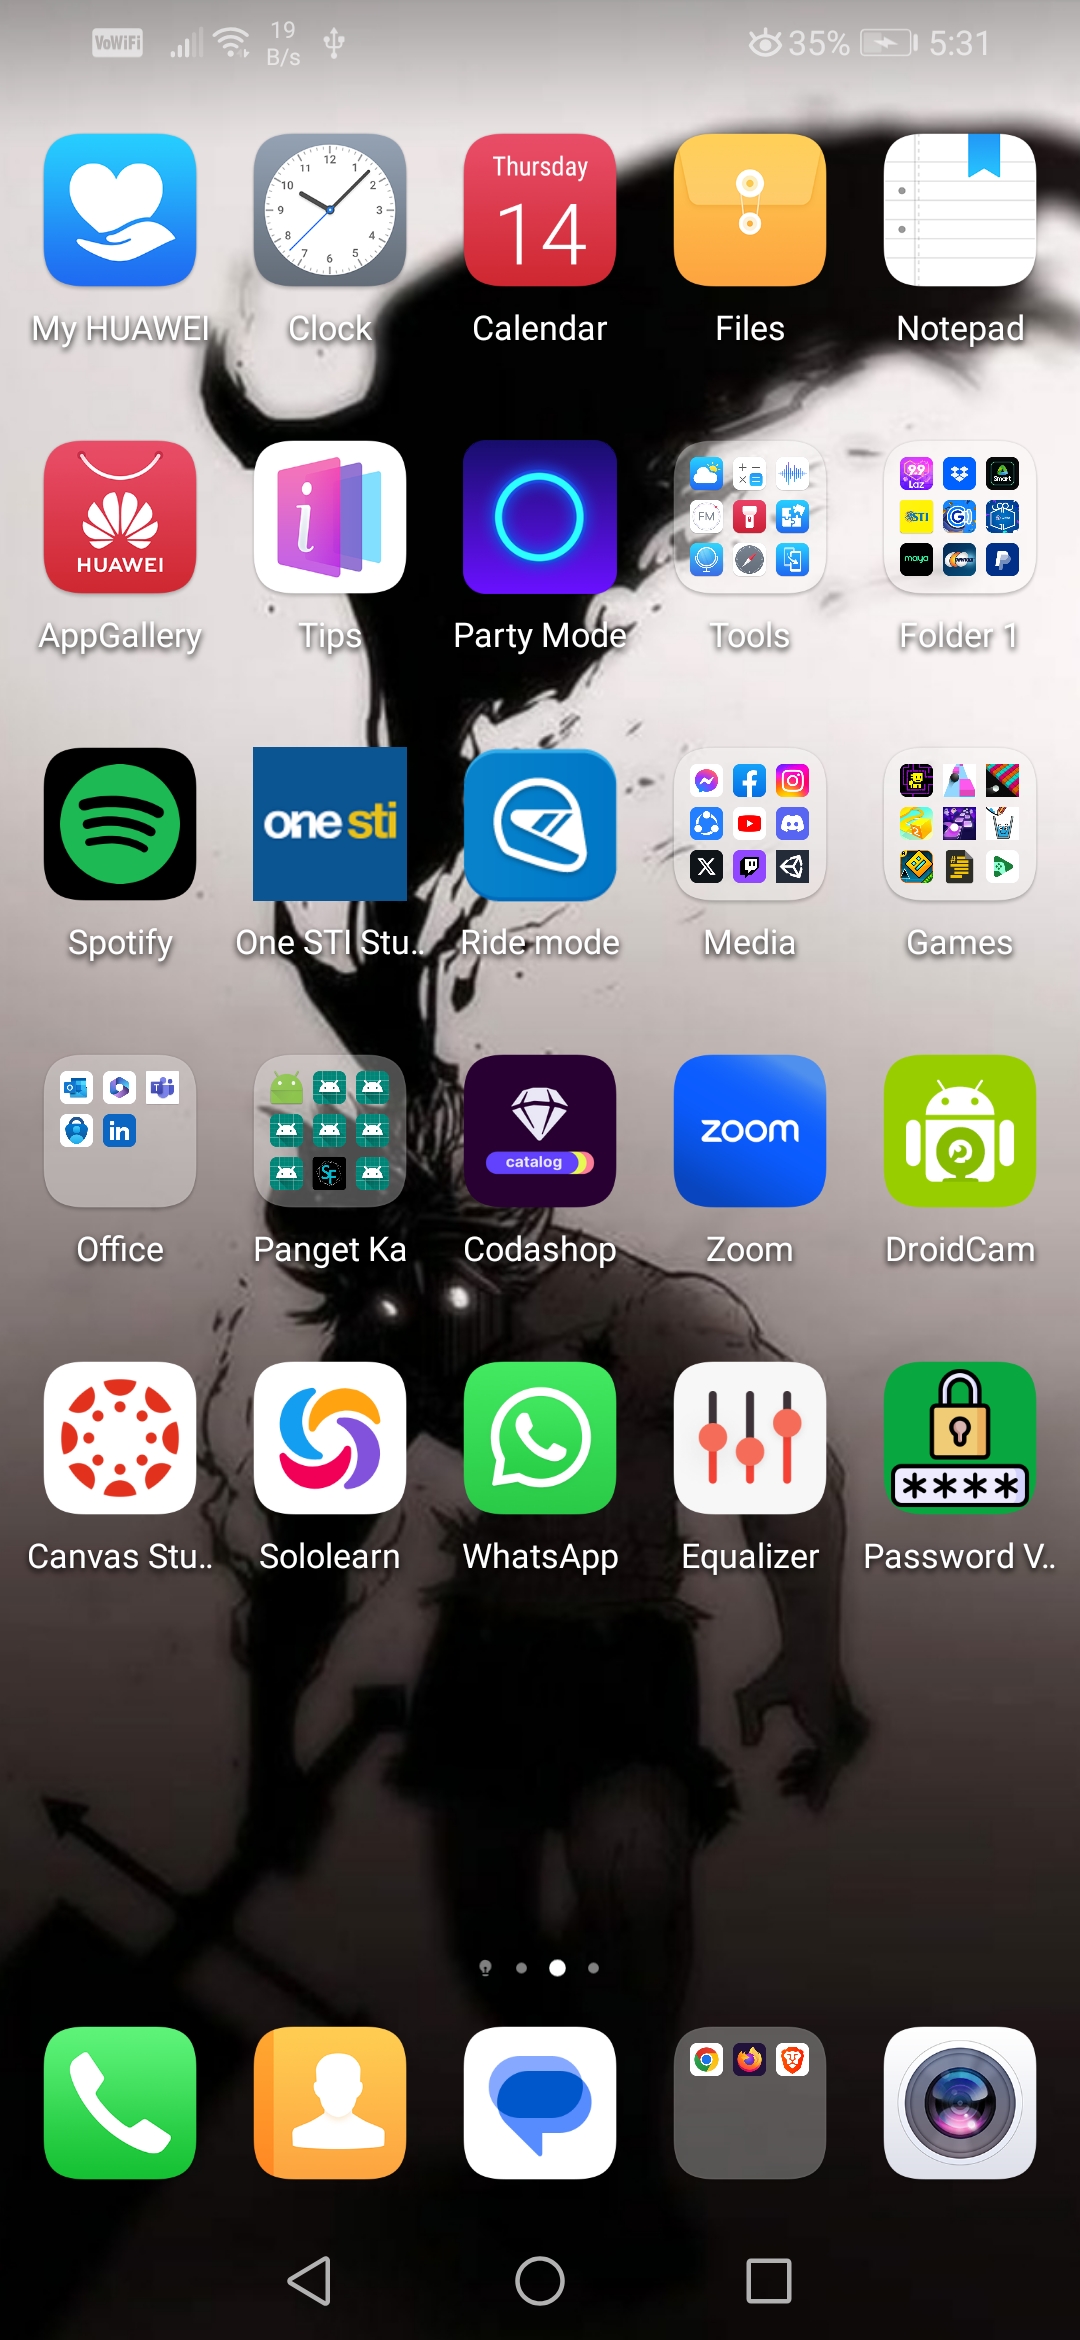 VoWiFi 19 B/s 35% 5:31
Thursday
14
My HUAWEI Clock Calendar Files Notepad
HUAWEI
AppGallery Tips Party Mode Tools Folder 1
one sti
Spotify One STI Stu.. Ride mode Media Games
catalog
zoom
Office Panget Ka Codashop Zoom DroidCam
****
Canvas Stu.. Sololearn WhatsApp Equalizer Password V..